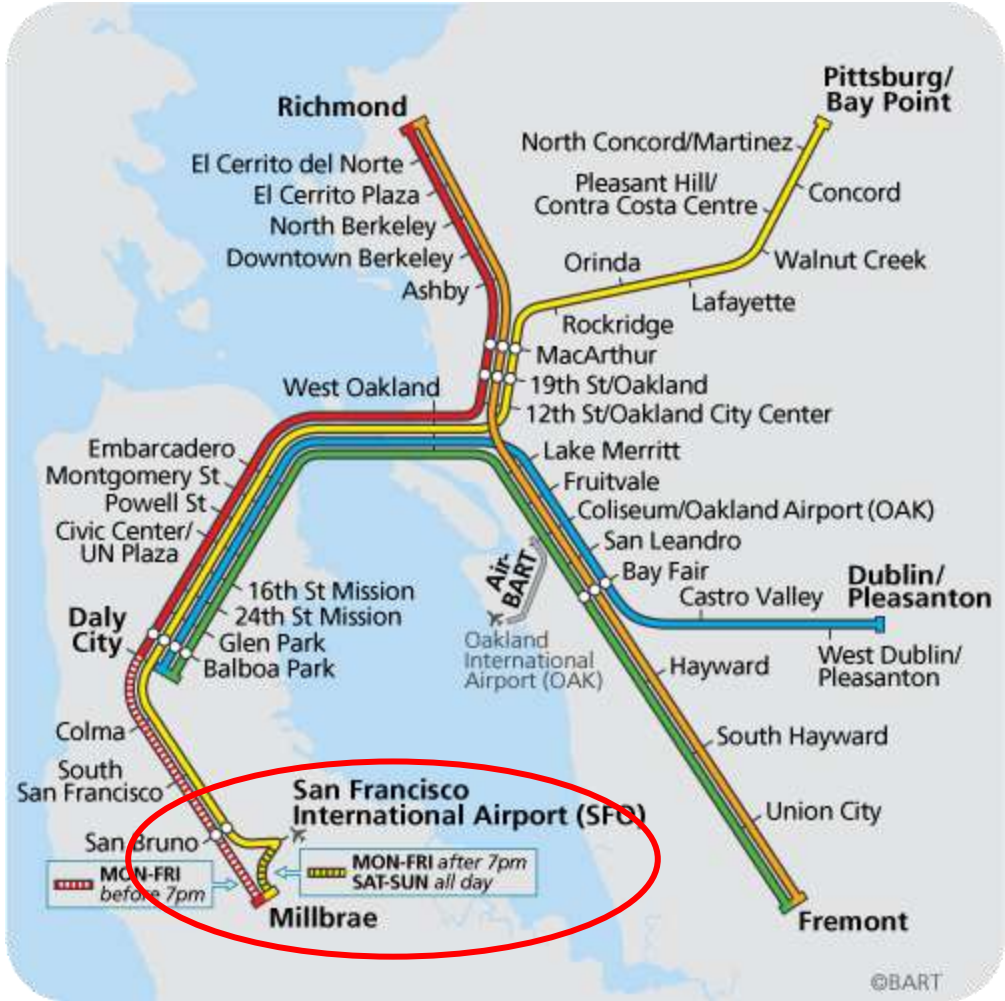 Richmond
El Cerrito del Norte
El Cerrito Plaza
North Berkeley
Downtown Berkeley
Ashby
Pittsburg/
Bay Point
North Concord/Martinez
Pleasant Hill/
Contra Costa Centre
Concord
Walnut Creek
Orinda
Lafayette
Rockridge
MacArthur
19th St/Oakland
12th St/Oakland City Center
West Oakland
Lake Merritt
Fruitvale
Coliseum/Oakland Airport (OAK)
San Leandro
Bay Fair
Castro Valley
Dublin/
Pleasanton
West Dublin/
Pleasanton
Embarcadero
Montgomery St
Powell St
Civic Center/
UN Plaza
16th St Mission
24th St Mission
Glen Park
Balboa Park
Daly
City
Air-
BART
Oakland
International
Airport (OAK)
Hayward
South Hayward
Union City
Fremont
Colma
South
San Francisco
San Bruno
San Francisco
International Airport (SFO)
MON-FRI
before 7pm
MON-FRI after 7pm
SAT-SUN all day
Millbrae
©BART